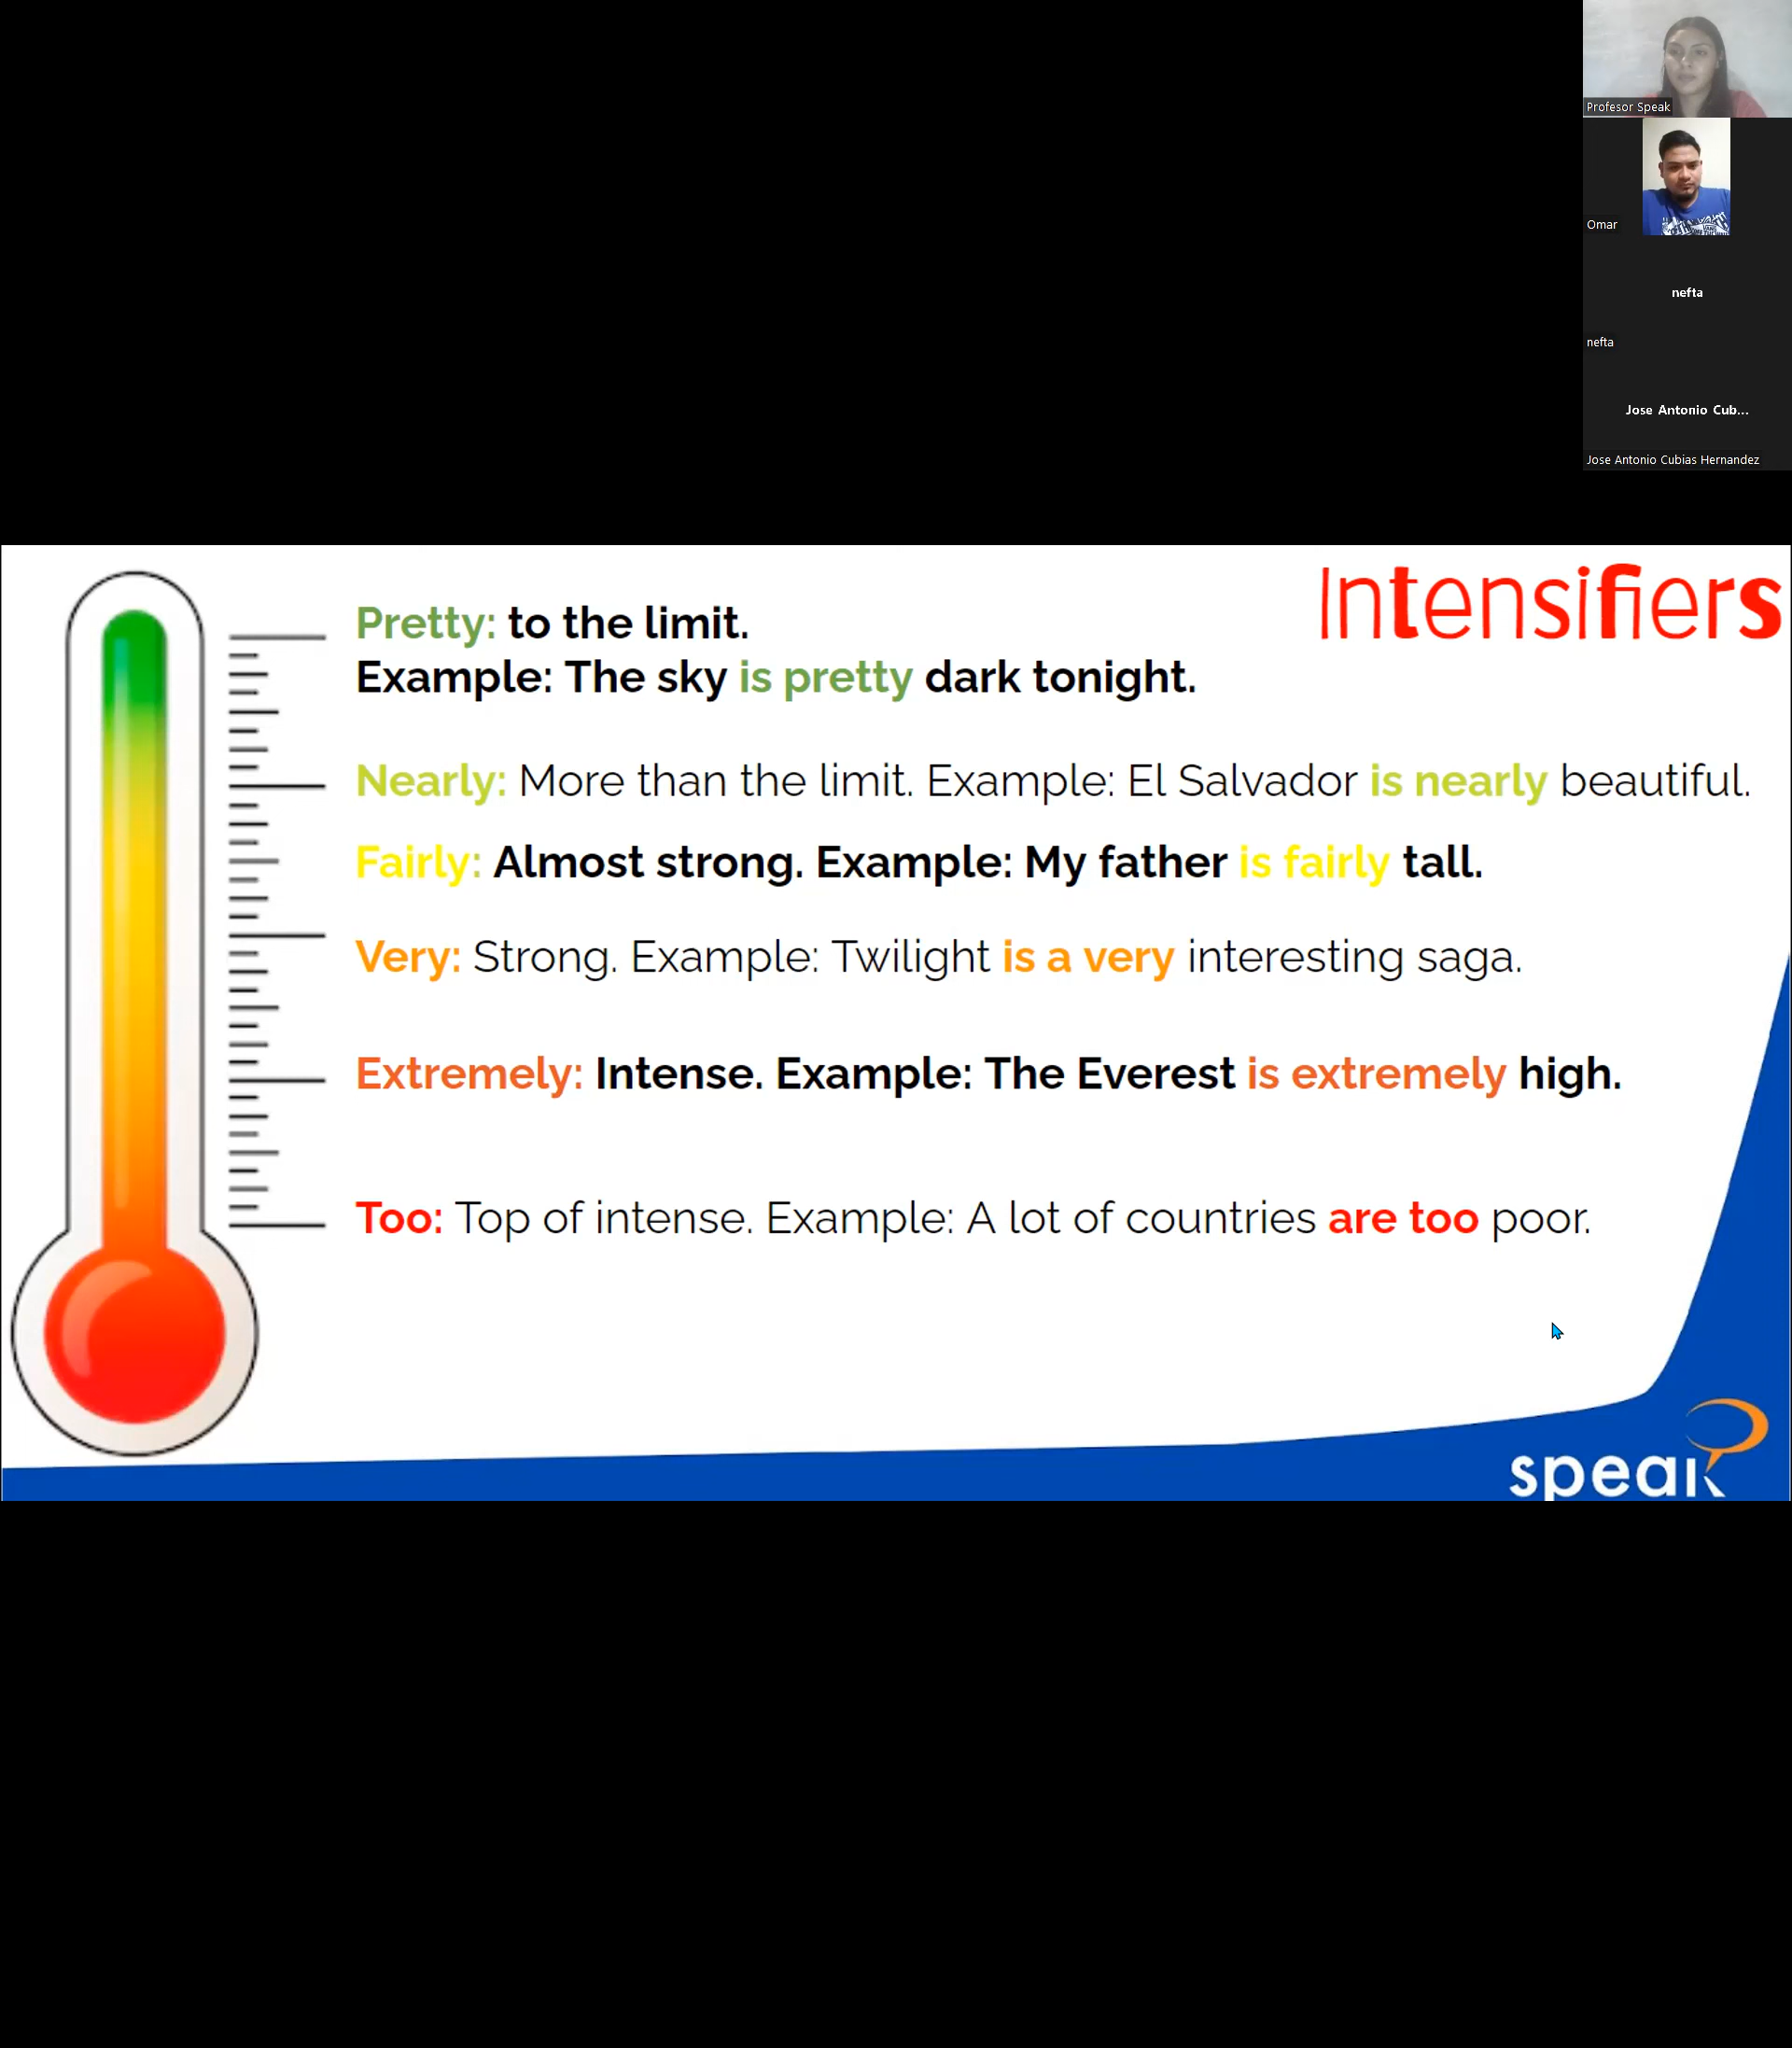 Profesor Speak
Omar
nefta
nefta
Jose Antonio Cub...
Jose Antonio Cubias Hernandez
Intensifiers
Pretty: to the limit.
Example: The sky is pretty dark tonight.
Nearly: More than the limit. Example: El Salvador is nearly beautiful.
Fairly: Almost strong. Example: My father is fairly tall.
Very: Strong. Example: Twilight is a very interesting saga.
Extremely: Intense. Example: The Everest is extremely high.
Too: Top of intense. Example: A lot of countries are too poor.
speak